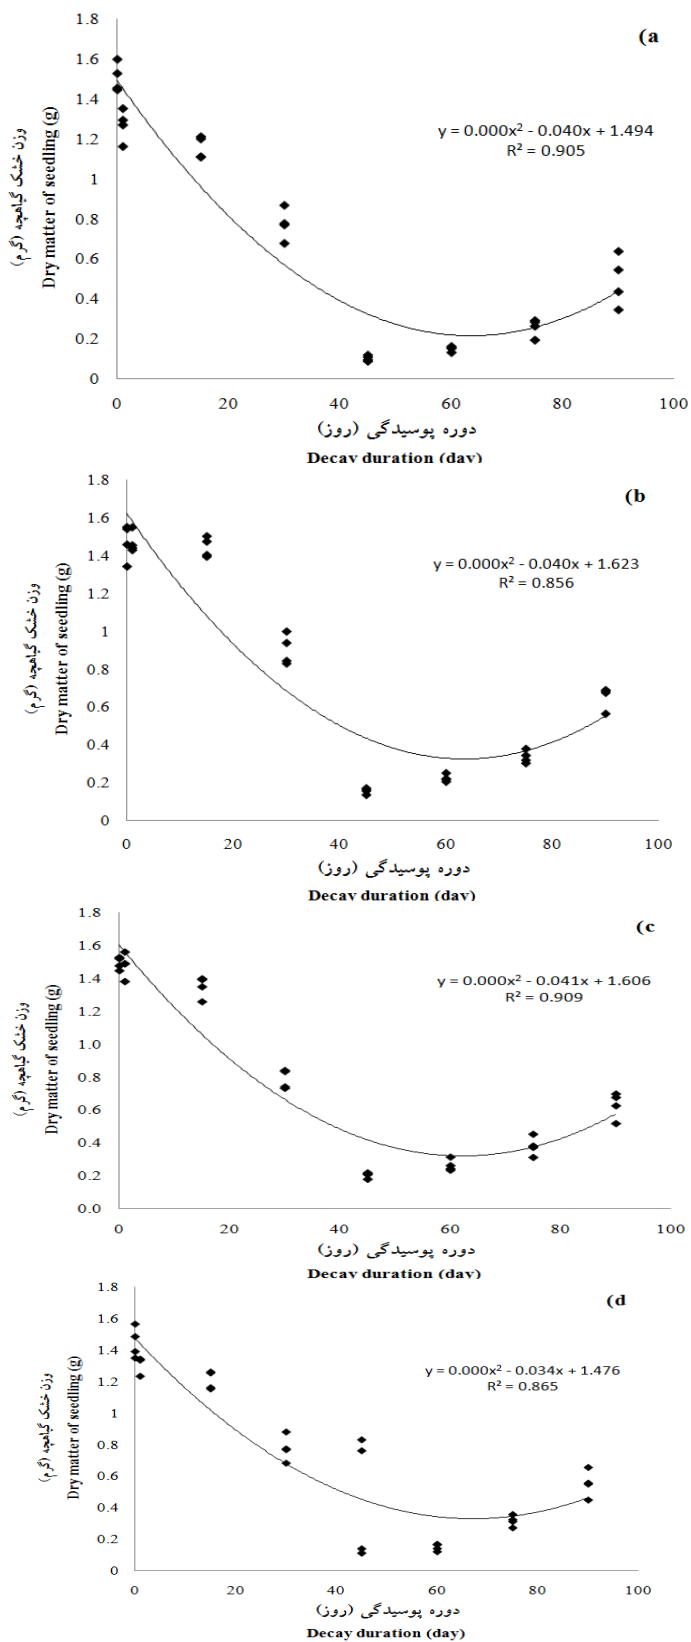 (a
1.8
1.6
1.4
1.2
1
0.8
0.6
0.4
0.2
0
وزن خشک گیاهچه (گرم)
Dry matter of seedling (g)
y = 0.000x² - 0.040x + 1.494
R² = 0.905
0 20 40 60 80 100
دوره پوسیدگی (روز)
Decay duration (day)
(b
1.8
1.6
1.4
1.2
1
0.8
0.6
0.4
0.2
0
وزن خشک گیاهچه (گرم)
Dry matter of seedling (g)
y = 0.000x² - 0.040x + 1.623
R² = 0.856
0 20 40 60 80 100
دوره پوسیدگی (روز)
Decay duration (day)
(c
1.8
1.6
1.4
1.2
1.0
0.8
0.6
0.4
0.2
0.0
وزن خشک گیاهچه (گرم)
Dry matter of seedling (g)
y = 0.000x² - 0.041x + 1.606
R² = 0.909
0 20 40 60 80 100
دوره پوسیدگی (روز)
Decay duration (day)
(d
1.8
1.6
1.4
1.2
1
0.8
0.6
0.4
0.2
0
وزن خشک گیاهچه (گرم)
Dry matter of seedling (g)
y = 0.000x² - 0.034x + 1.476
R² = 0.865
0 20 40 60 80 100
دوره پوسیدگی (روز)
Decay duration (day)